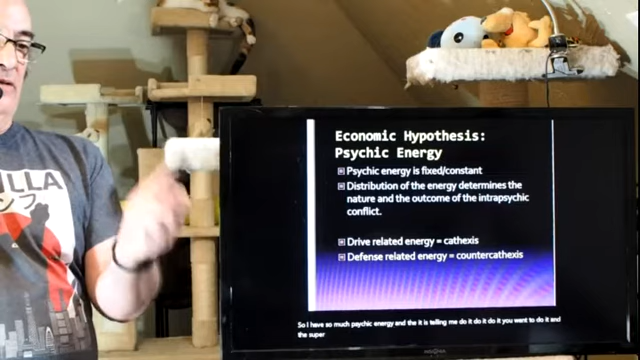 ILLA
ンフ
Economic Hypothesis:
Psychic Energy
Psychic energy is fixed/constant
Distribution of the energy determines the
nature and the outcome of the intrapsychic
conflict.
Drive related energy = cathexis
Defense related energy = countercathexis
So I have so much psychic energy and the it is telling me do it do it do it you want to do it and
the super